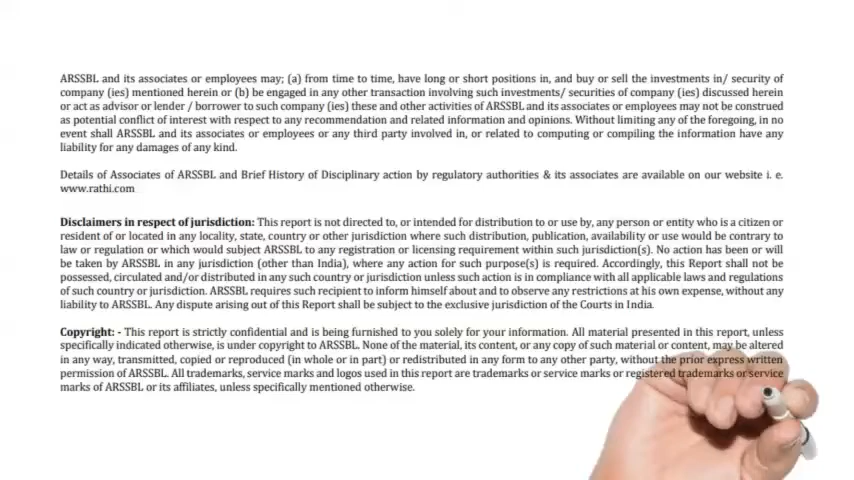 ARSSBL and its associates or employees may; (a) from time to time, have long or short positions in, and buy or sell the investments in/ security of
company (ies) mentioned herein or (b) be engaged in any other transaction involving such investments/ securities of company (ies) discussed herein
or act as advisor or lender / borrower to such company (ies) these and other activities of ARSSBL and its associates or employees may not be construed
as potential conflict of interest with respect to any recommendation and related information and opinions. Without limiting any of the foregoing, in no
event shall ARSSBL and its associates or employees or any third party involved in, or related to computing or compiling the information have any
liability for any damages of any kind.
Details of Associates of ARSSBL and Brief History of Disciplinary action by regulatory authorities & its associates are available on our website i. e.
www.rathi.com
Disclaimers in respect of jurisdiction: This report is not directed to, or intended for distribution to or use by, any person or entity who is a citizen or
resident of or located in any locality, state, country or other jurisdiction where such distribution, publication, availability or use would be contrary to
law or regulation or which would subject ARSSBL to any registration or licensing requirement within such jurisdiction(s). No action has been or will
be taken by ARSSBL in any jurisdiction (other than India), where any action for such purpose(s) is required. Accordingly, this Report shall not be
possessed, circulated and/or distributed in any such country or jurisdiction unless such action is in compliance with all applicable laws and regulations
of such country or jurisdiction. ARSSBL requires such recipient to inform himself about and to observe any restrictions at his own expense, without any
liability to ARSSBL. Any dispute arising out of this Report shall be subject to the exclusive jurisdiction of the Courts in India.
Copyright: - This report is strictly confidential and is being furnished to you solely for your information. All material presented in this report, unless
specifically indicated otherwise, is under copyright to ARSSBL. None of the material, its content, or any copy of such material or content, may be altered
in any way, transmitted, copied or reproduced (in whole or in part) or redistributed in any form to any other party, without the prior express written
permission of ARSSBL. All trademarks, service marks and logos used in this report are trademarks or service marks or registered trademarks or service
marks of ARSSBL or its affiliates, unless specifically mentioned otherwise.